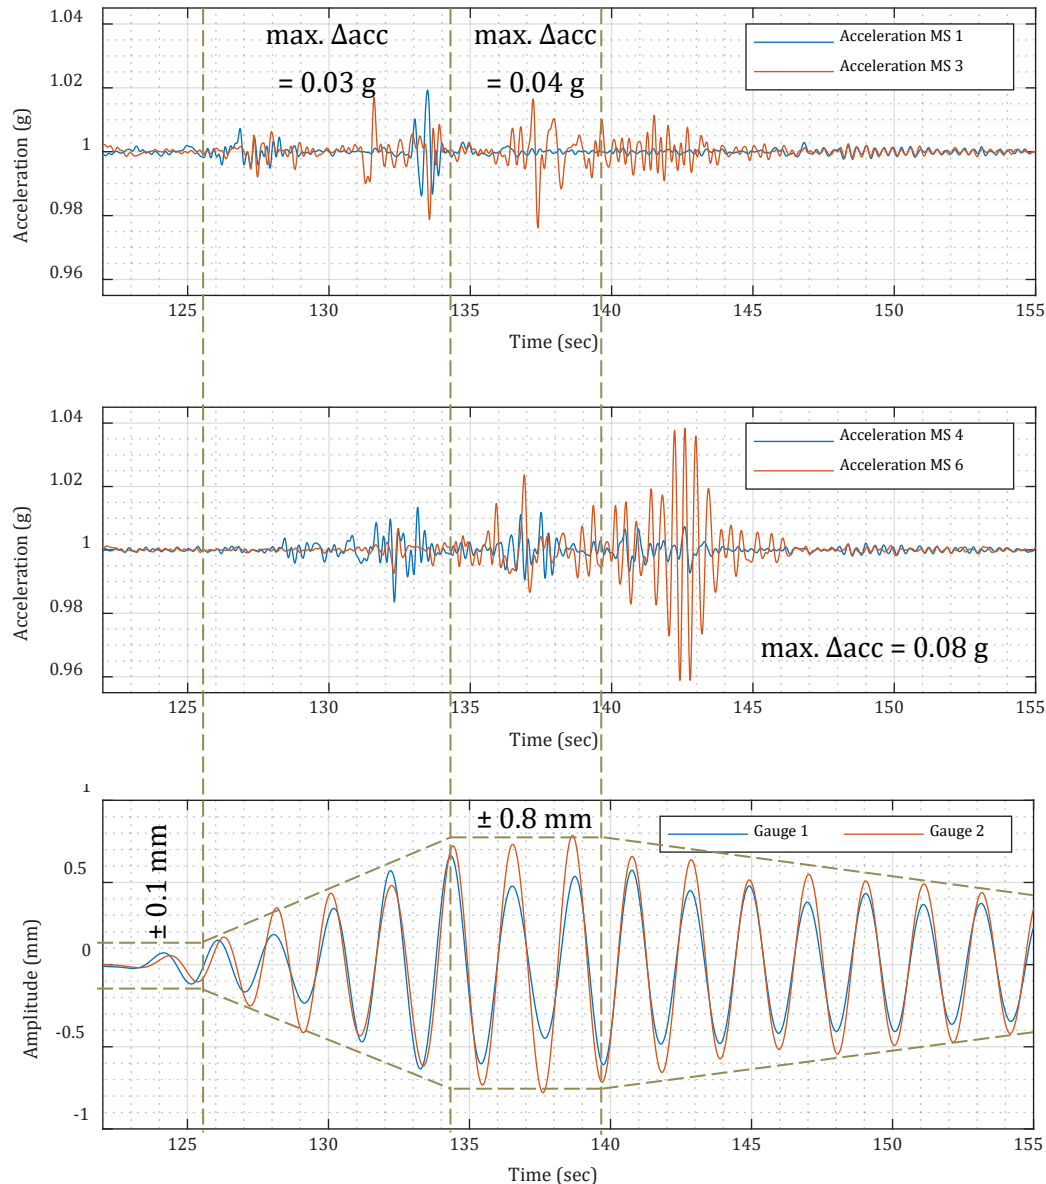 1.04
max. Δacc
= 0.03 g
max. Δacc
= 0.04 g
Acceleration MS 1
Acceleration MS 3
1.02
1
0.98
0.96
Acceleration (g)
125 130 135 140 145 150 155
Time (sec)
1.04
1.02
1
0.98
0.96
Acceleration (g)
Acceleration MS 4
Acceleration MS 6
max. Δacc = 0.08 g
125 130 135 140 145 150 155
Time (sec)
1
0.5
0
-0.5
-1
Amplitude (mm)
± 0.1 mm
± 0.8 mm
Gauge 1 Gauge 2
125 130 135 140 145 150 155
Time (sec)